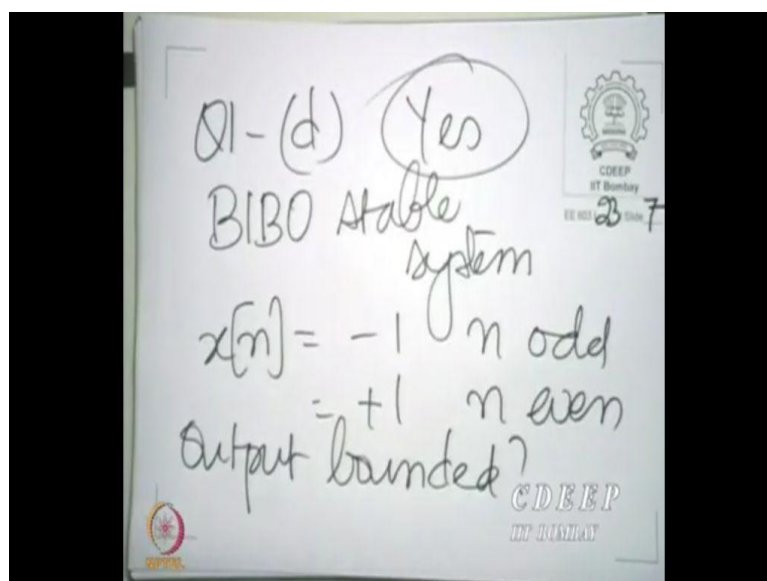 Q1-(d) Yes
BIBO stable
system
x[n] = -1 n odd
= +1 n even
Output bounded?
CDEEP
IIT Bombay
EE 603 L 23 Slide 7
CDEEP
IIT BOMBAY
NPTEL